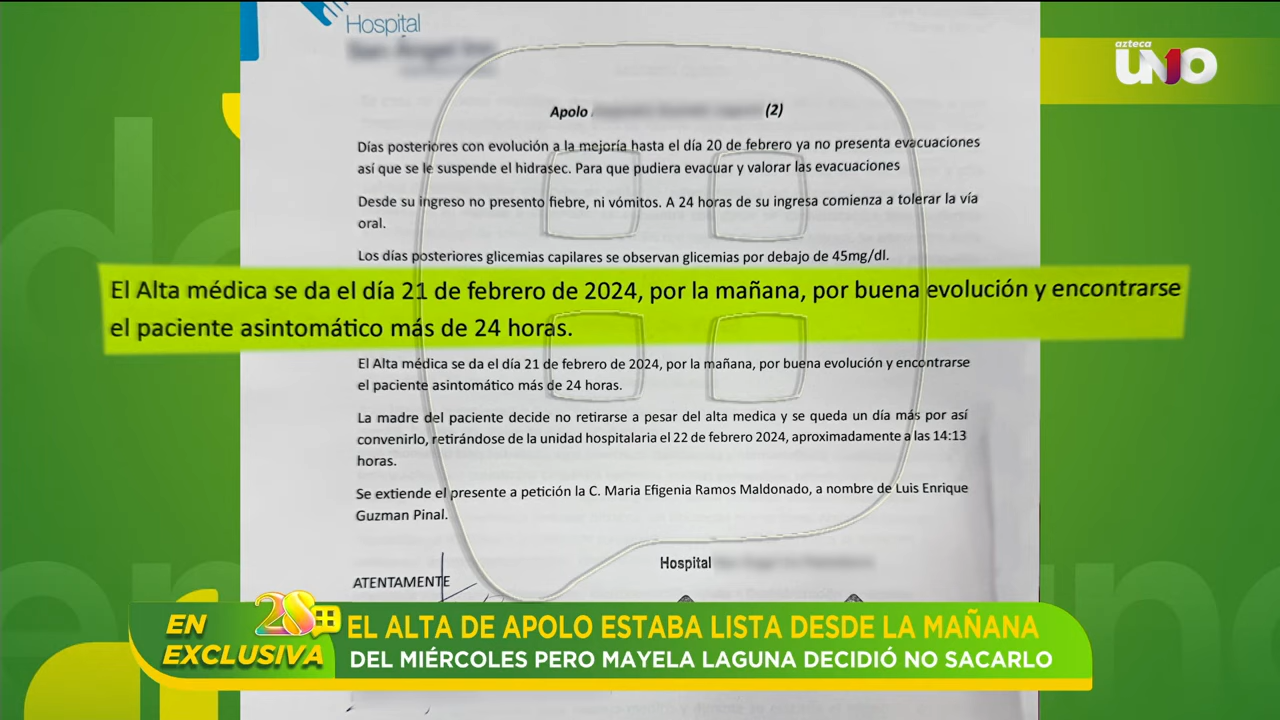 Hospital
azteca
UNO
Apolo (2)
Días posteriores con evolución a la mejoría hasta el día 20 de febrero ya no presenta evacuaciones
así que se le suspende el hidrasec. Para que pudiera evacuar y valorar las evacuaciones
Desde su ingreso no presento fiebre, ni vómitos. A 24 horas de su ingresa comienza a tolerar la vía
oral.
Los días posteriores glicemias capilares se observan glicemias por debajo de 45mg/dl.
El Alta médica se da el día 21 de febrero de 2024, por la mañana, por buena evolución y encontrarse
el paciente asintomático más de 24 horas.
El Alta médica se da el día 21 de febrero de 2024, por la mañana, por buena evolución y encontrarse
el paciente asintomático más de 24 horas.
La madre del paciente decide no retirarse a pesar del alta medica y se queda un día más por así
convenirlo, retirándose de la unidad hospitalaria el 22 de febrero 2024, aproximadamente a las 14:13
horas.
Se extiende el presente a petición la C. Maria Efigenia Ramos Maldonado, a nombre de Luis Enrique
Guzman Pinal.
Hospital
ATENTAMENTE
EN
EXCLUSIVA
EL ALTA DE APOLO ESTABA LISTA DESDE LA MAÑANA
DEL MIÉRCOLES PERO MAYELA LAGUNA DECIDIÓ NO SACARLO